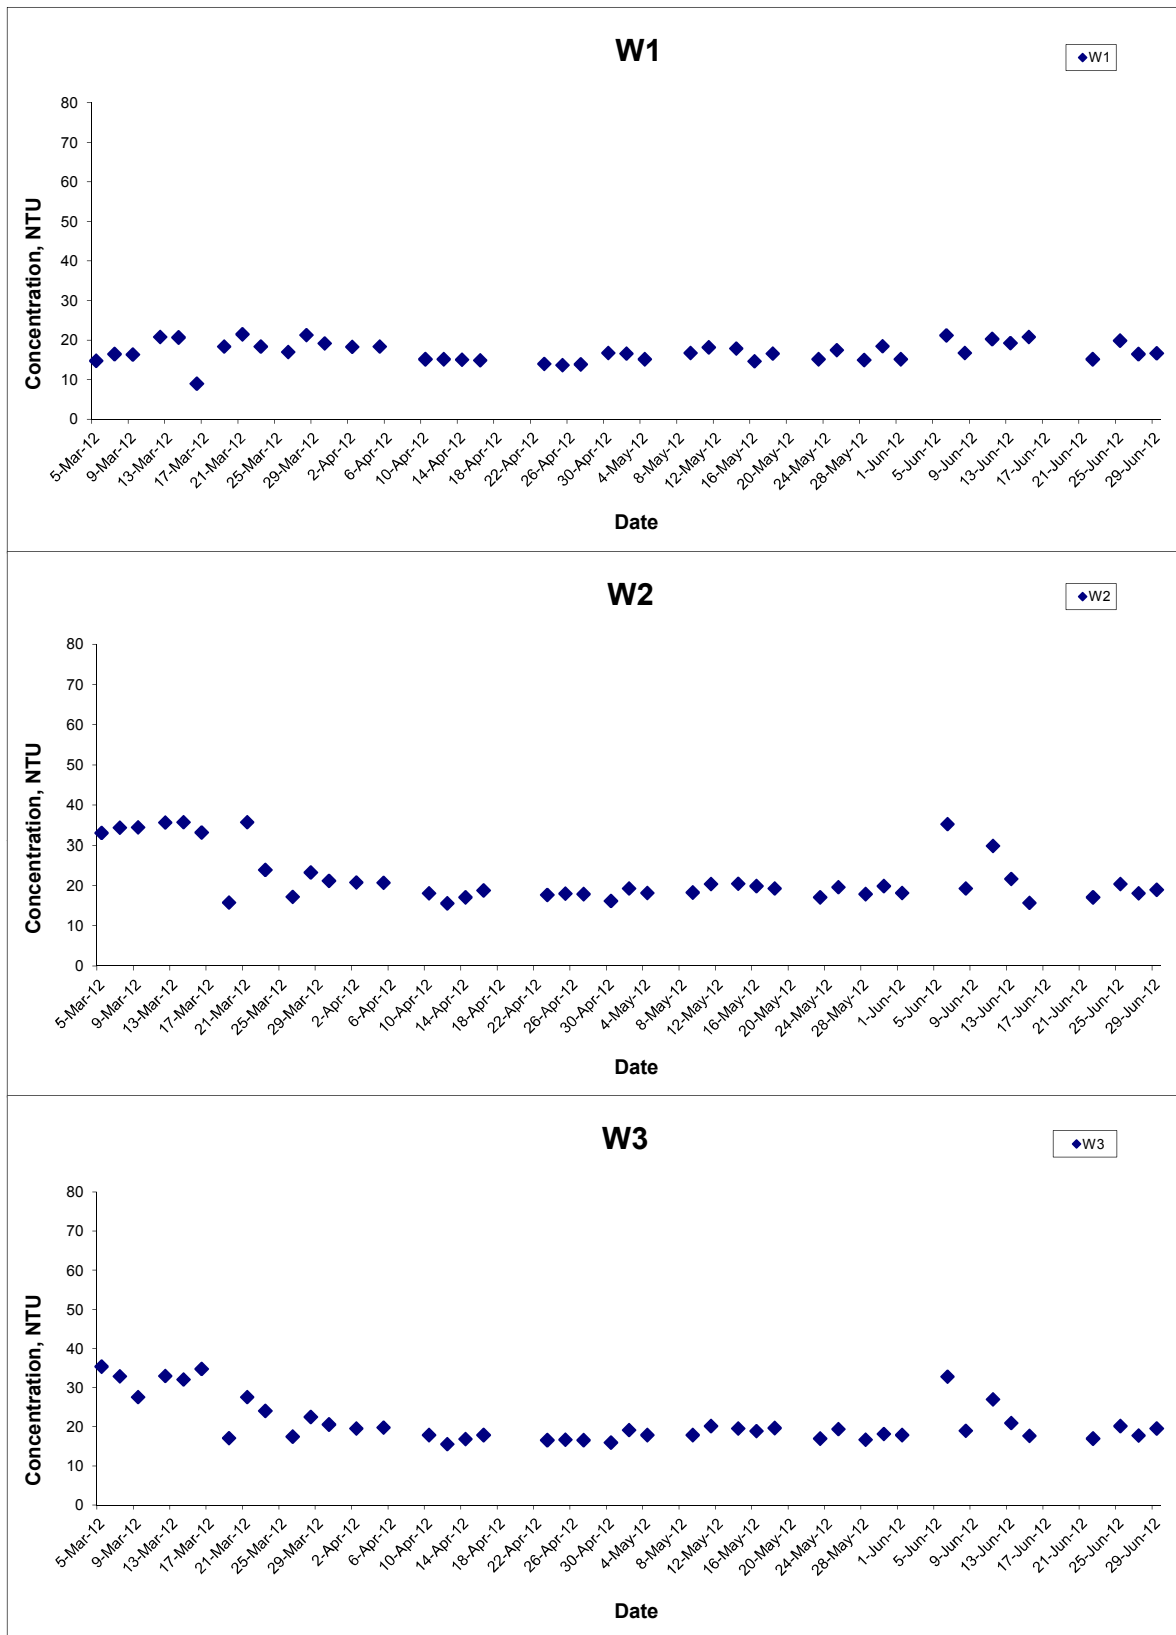 W1
W1
Concentration, NTU
80
70
60
50
40
30
20
10
0
5-Mar-12
9-Mar-12
13-Mar-12
17-Mar-12
21-Mar-12
25-Mar-12
29-Mar-12
2-Apr-12
6-Apr-12
10-Apr-12
14-Apr-12
18-Apr-12
22-Apr-12
26-Apr-12
30-Apr-12
4-May-12
8-May-12
12-May-12
16-May-12
20-May-12
24-May-12
28-May-12
1-Jun-12
5-Jun-12
9-Jun-12
13-Jun-12
17-Jun-12
21-Jun-12
25-Jun-12
29-Jun-12
Date
W2
W2
Concentration, NTU
80
70
60
50
40
30
20
10
0
5-Mar-12
9-Mar-12
13-Mar-12
17-Mar-12
21-Mar-12
25-Mar-12
29-Mar-12
2-Apr-12
6-Apr-12
10-Apr-12
14-Apr-12
18-Apr-12
22-Apr-12
26-Apr-12
30-Apr-12
4-May-12
8-May-12
12-May-12
16-May-12
20-May-12
24-May-12
28-May-12
1-Jun-12
5-Jun-12
9-Jun-12
13-Jun-12
17-Jun-12
21-Jun-12
25-Jun-12
29-Jun-12
Date
W3
W3
Concentration, NTU
80
70
60
50
40
30
20
10
0
5-Mar-12
9-Mar-12
13-Mar-12
17-Mar-12
21-Mar-12
25-Mar-12
29-Mar-12
2-Apr-12
6-Apr-12
10-Apr-12
14-Apr-12
18-Apr-12
22-Apr-12
26-Apr-12
30-Apr-12
4-May-12
8-May-12
12-May-12
16-May-12
20-May-12
24-May-12
28-May-12
1-Jun-12
5-Jun-12
9-Jun-12
13-Jun-12
17-Jun-12
21-Jun-12
25-Jun-12
29-Jun-12
Date